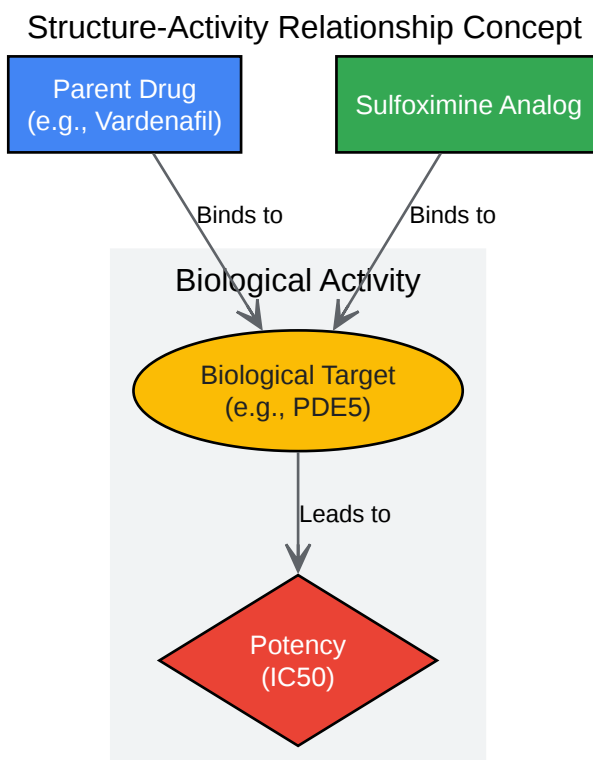 Structure-Activity Relationship Concept
Parent Drug
(e.g., Vardenafil)
Sulfoximine Analog
Binds to
Binds to
Biological Activity
Biological Target
(e.g., PDE5)
Leads to
Potency
(IC50)